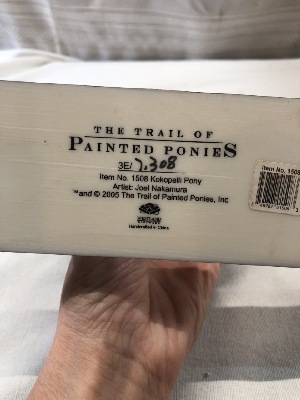 THE TRAIL OF
PAINTED PONIES
3E/7,308
Item No. 1508 Kokopelli Pony
Artist: Joel Nakamura
™and © 2005 The Trail of Painted Ponies, Inc
Handcrafted in China
Item No. 1508